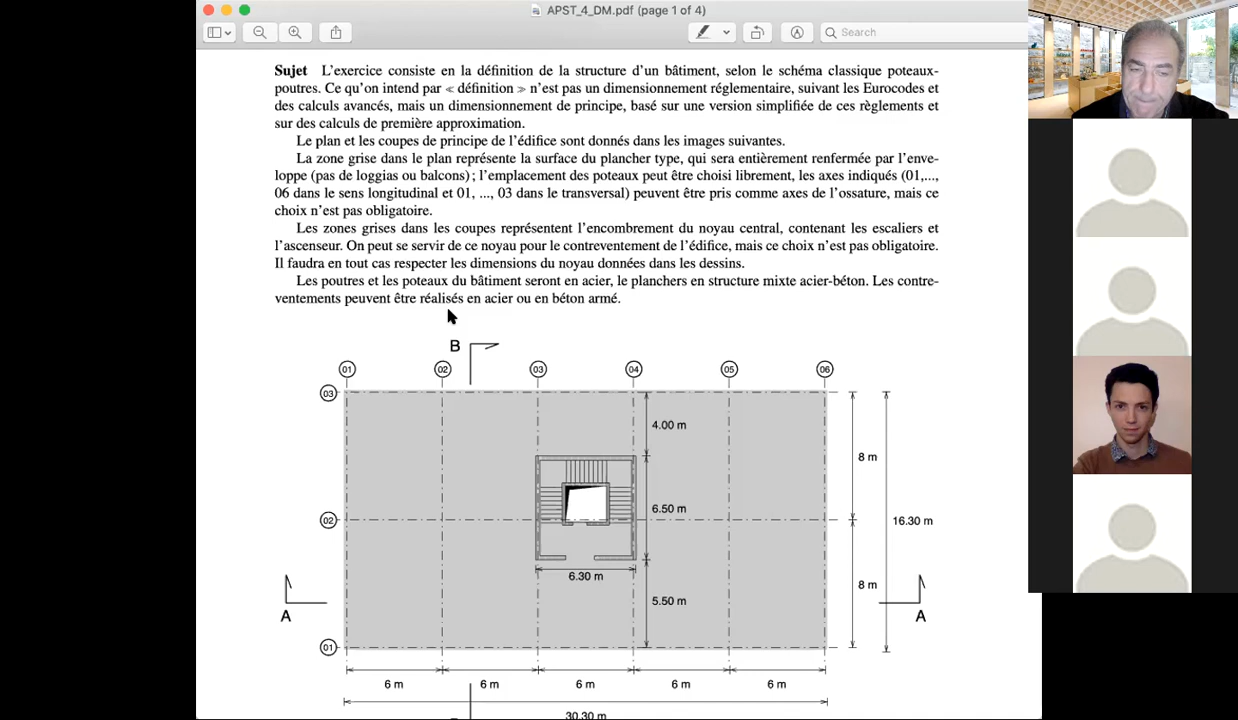 APST_4_DM.pdf (page 1 of 4)
Search
Sujet L'exercice consiste en la définition de la structure d'un bâtiment, selon le schéma classique poteaux-
poutres. Ce qu'on intend par « définition » n'est pas un dimensionnement réglementaire, suivant les Eurocodes et
des calculs avancés, mais un dimensionnement de principe, basé sur une version simplifiée de ces règlements et
sur des calculs de première approximation.
Le plan et les coupes de principe de l'édifice sont donnés dans les images suivantes.
La zone grise dans le plan représente la surface du plancher type, qui sera entièrement renfermée par l'enve-
loppe (pas de loggias ou balcons) ; l'emplacement des poteaux peut être choisi librement, les axes indiqués (01,...,
06 dans le sens longitudinal et 01, ..., 03 dans le transversal) peuvent être pris comme axes de l'ossature, mais ce
choix n'est pas obligatoire.
Les zones grises dans les coupes représentent l'encombrement du noyau central, contenant les escaliers et
l'ascenseur. On peut se servir de ce noyau pour le contreventement de l'édifice, mais ce choix n'est pas obligatoire.
Il faudra en tout cas respecter les dimensions du noyau données dans les dessins.
Les poutres et les poteaux du bâtiment seront en acier, le planchers en structure mixte acier-béton. Les contre-
ventements peuvent être réalisés en acier ou en béton armé.
B
01 02 03 04 05 06
03
4.00 m
8 m
6.50 m
02
16.30 m
6.30 m
8 m
5.50 m
A A
01
6 m 6 m 6 m 6 m 6 m
30.30 m